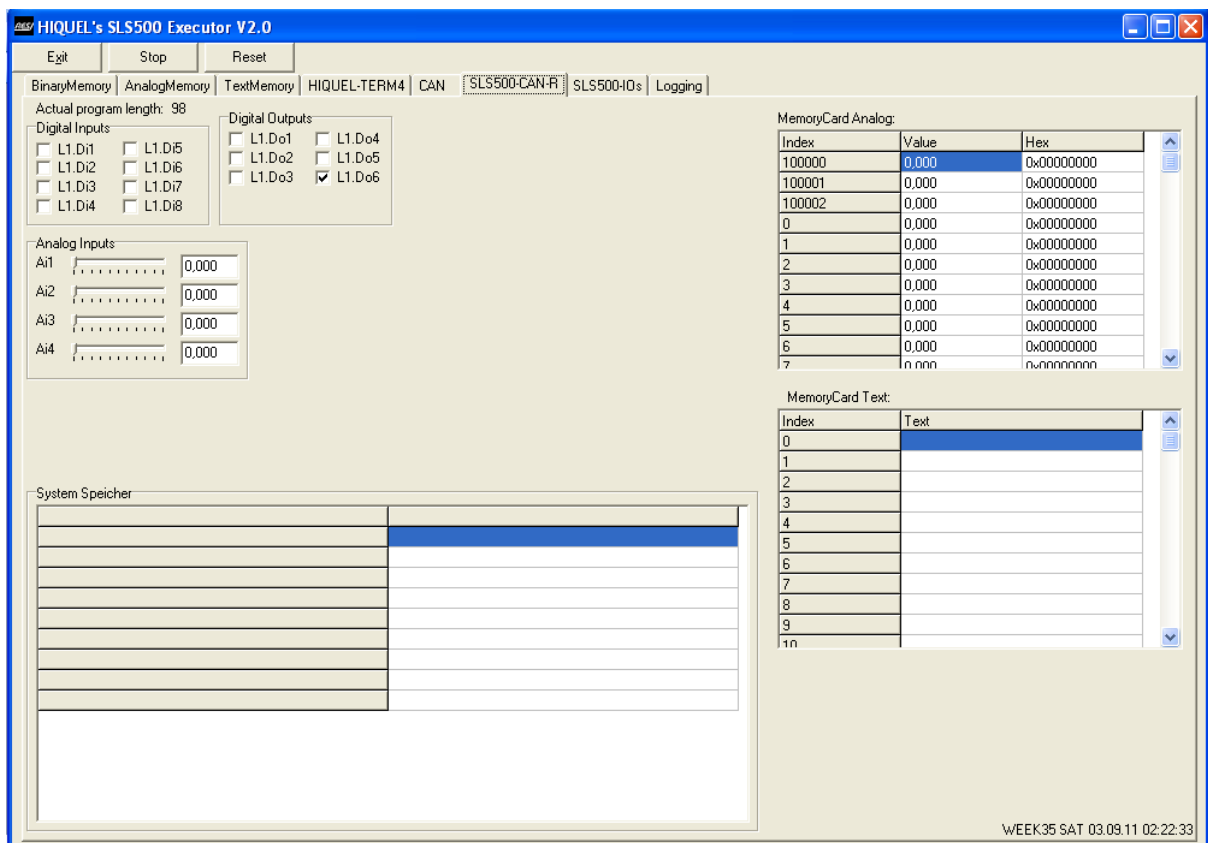 HIQUEL's SLS500 Executor V2.0
Exit Stop Reset
BinaryMemory AnalogMemory TextMemory HIQUEL-TERM4 CAN SLS500-CAN-R SLS500-IOs Logging
Actual program length: 98
Digital Inputs
L1.Di1 L1.Di5
L1.Di2 L1.Di6
L1.Di3 L1.Di7
L1.Di4 L1.Di8
Digital Outputs
L1.Do1 L1.Do4
L1.Do2 L1.Do5
L1.Do3 L1.Do6
Analog Inputs
Ai1 0,000
Ai2 0,000
Ai3 0,000
Ai4 0,000
System Speicher
MemoryCard Analog:
Index Value Hex
100000 0,000 0x00000000
100001 0,000 0x00000000
100002 0,000 0x00000000
0 0,000 0x00000000
1 0,000 0x00000000
2 0,000 0x00000000
3 0,000 0x00000000
4 0,000 0x00000000
5 0,000 0x00000000
6 0,000 0x00000000
7 0,000 0x00000000
MemoryCard Text:
Index Text
0
1
2
3
4
5
6
7
8
9
10
WEEK35 SAT 03.09.11 02:22:33